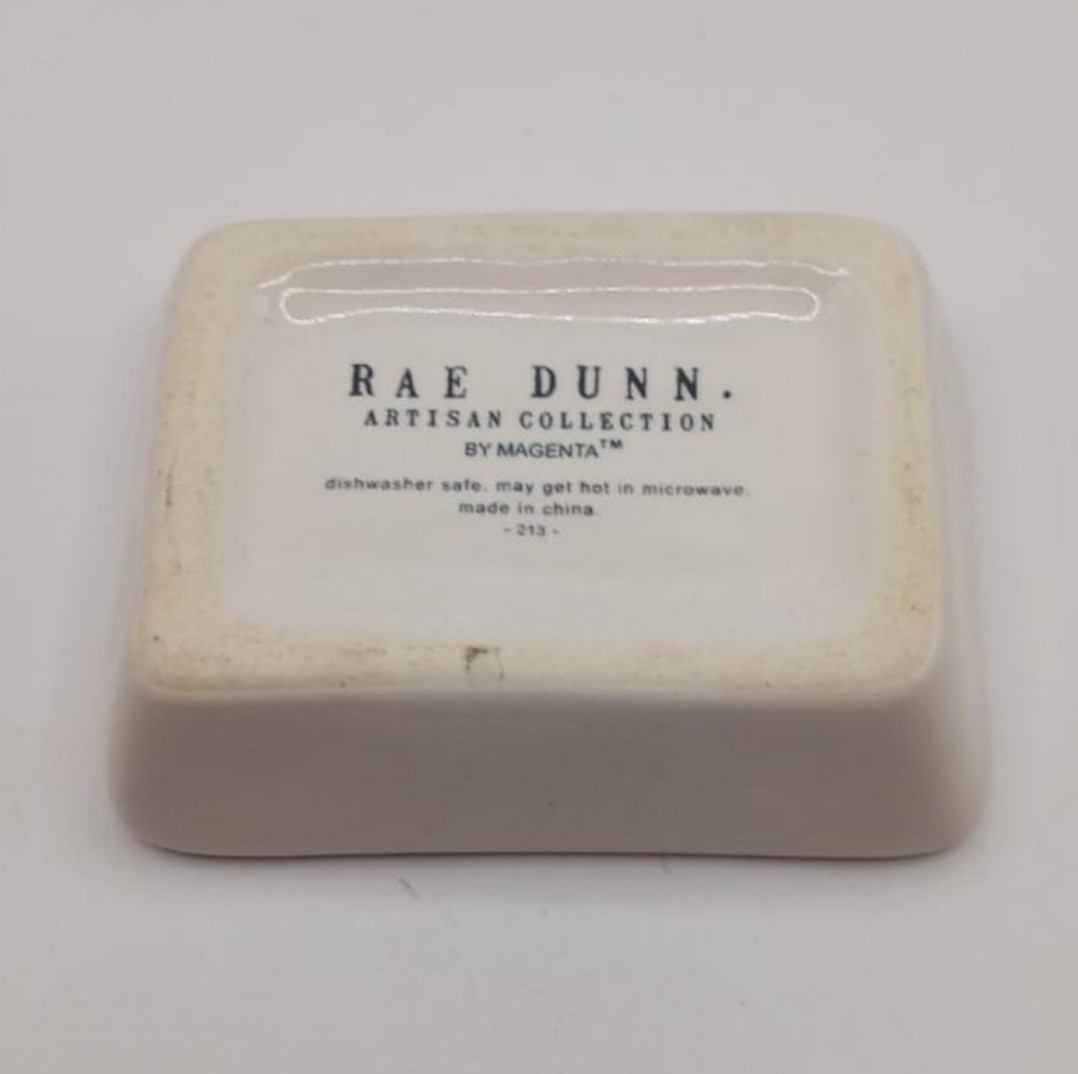 RAE DUNN.
ARTISAN COLLECTION
BY MAGENTA™
dishwasher safe. may get hot in microwave.
made in china.
- 213 -